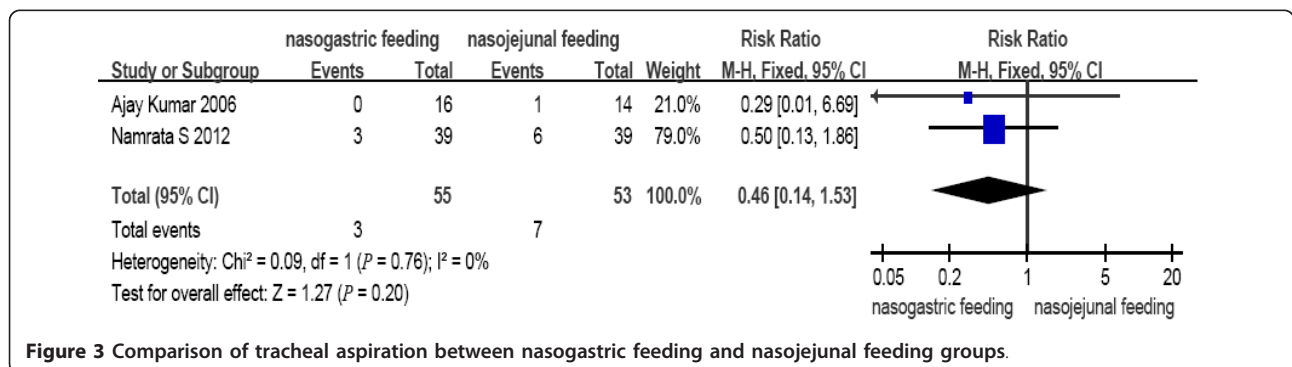 nasogastric feeding nasojejunal feeding Risk Ratio Risk Ratio
Study or Subgroup Events Total Events Total Weight M-H, Fixed, 95% CI M-H, Fixed, 95% CI
Ajay Kumar 2006 0 16 1 14 21.0% 0.29 [0.01, 6.69]
Namrata S 2012 3 39 6 39 79.0% 0.50 [0.13, 1.86]
Total (95% CI) 55 53 100.0% 0.46 [0.14, 1.53]
Total events 3 7
Heterogeneity: Chi² = 0.09, df = 1 (P = 0.76); I² = 0%
Test for overall effect: Z = 1.27 (P = 0.20)
0.05 0.2 1 5 20
nasogastric feeding nasojejunal feeding
Figure 3 Comparison of tracheal aspiration between nasogastric feeding and nasojejunal feeding groups.